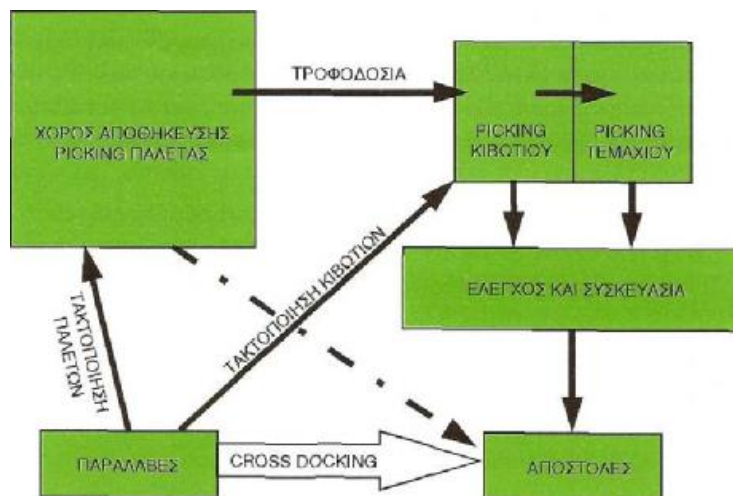 ΤΡΟΦΟΔΟΣΙΑ
ΧΩΡΟΣ ΑΠΟΘΗΚΕΥΣΗΣ
PICKING ΠΑΛΕΤΑΣ
PICKING
ΚΙΒΩΤΙΟΥ
PICKING
ΤΕΜΑΧΙΟΥ
ΤΑΚΤΟΠΟΙΗΣΗ
ΠΑΛΕΤΩΝ
ΤΑΚΤΟΠΟΙΗΣΗ ΚΙΒΩΤΙΩΝ
ΕΛΕΓΧΟΣ ΚΑΙ ΣΥΣΚΕΥΑΣΙΑ
ΠΑΡΑΛΑΒΕΣ
CROSS DOCKING
ΑΠΟΣΤΟΛΕΣ